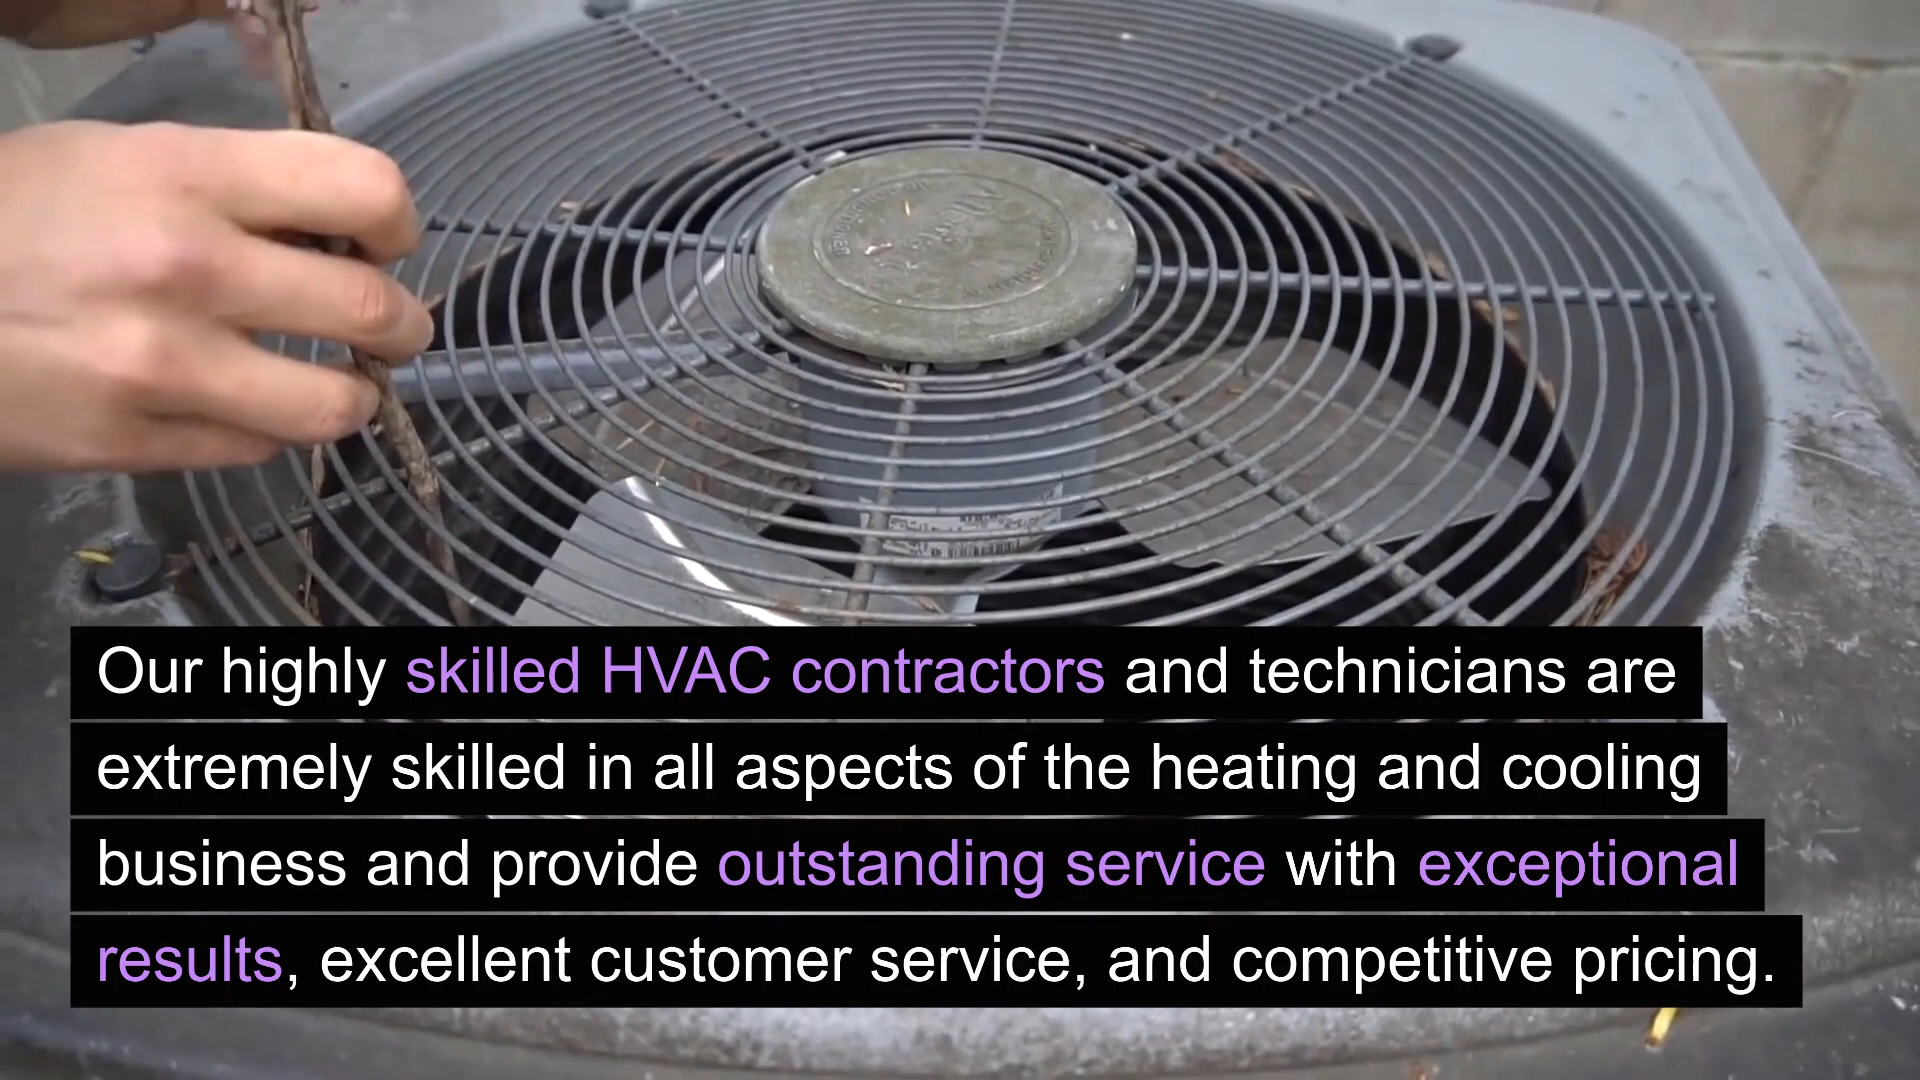 Our highly skilled HVAC contractors and technicians are
extremely skilled in all aspects of the heating and cooling
business and provide outstanding service with exceptional
results, excellent customer service, and competitive pricing.